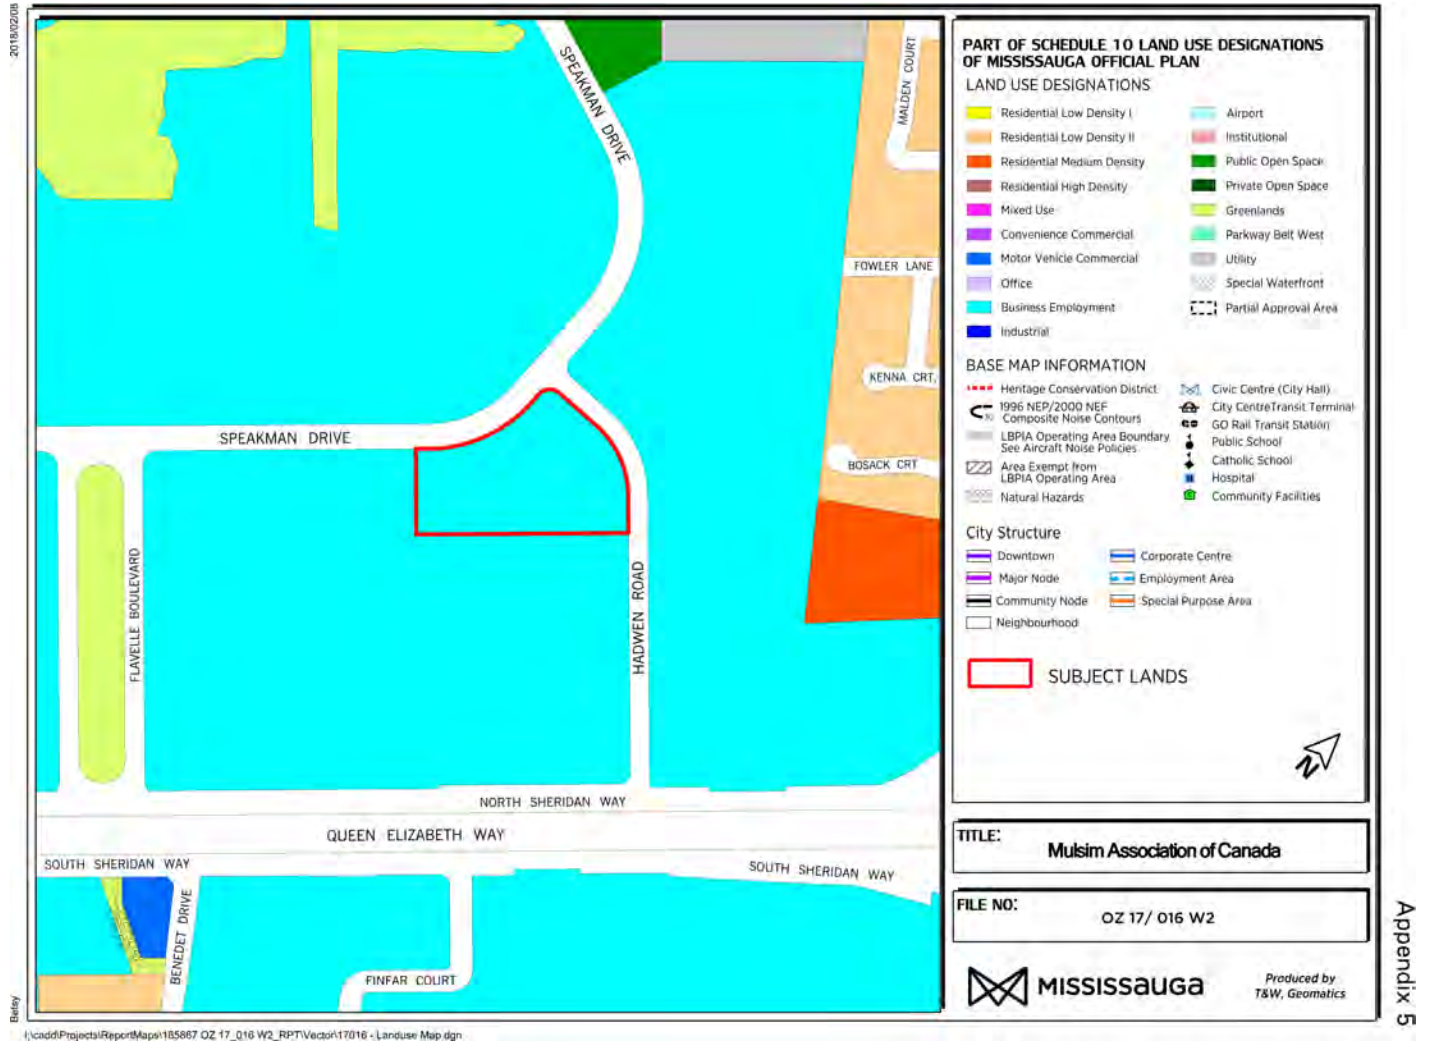 2018/02/08
SPEAKMAN DRIVE
MALDEN COURT
FOWLER LANE
KENNA CRT.
BOSACK CRT
SPEAKMAN DRIVE
FLAVELLE BOULEVARD
HADWEN ROAD
NORTH SHERIDAN WAY
QUEEN ELIZABETH WAY
SOUTH SHERIDAN WAY
SOUTH SHERIDAN WAY
BENEDET DRIVE
FINFAR COURT
PART OF SCHEDULE 10 LAND USE DESIGNATIONS
OF MISSISSAUGA OFFICIAL PLAN
LAND USE DESIGNATIONS
Residential Low Density I
Residential Low Density II
Residential Medium Density
Residential High Density
Mixed Use
Convenience Commercial
Motor Vehicle Commercial
Office
Business Employment
Industrial
Airport
Institutional
Public Open Space
Private Open Space
Greenlands
Parkway Belt West
Utility
Special Waterfront
Partial Approval Area
BASE MAP INFORMATION
Heritage Conservation District
1996 NEP/2000 NEF
Composite Noise Contours
LBPIA Operating Area Boundary
See Aircraft Noise Policies
Area Exempt from
LBPIA Operating Area
Natural Hazards
Civic Centre (City Hall)
City CentreTransit Terminal
GO Rail Transit Station
Public School
Catholic School
Hospital
Community Facilities
City Structure
Downtown
Major Node
Community Node
Neighbourhood
Corporate Centre
Employment Area
Special Purpose Area
SUBJECT LANDS
N
TITLE:
Mulsim Association of Canada
FILE NO:
OZ 17/ 016 W2
MISSISSauGa
Produced by
T&W, Geomatics
Appendix 5
Betsy
I:\cadd\Projects\ReportMaps\185867 OZ 17_016 W2_RPT\Vector\17016 - Landuse Map.dgn